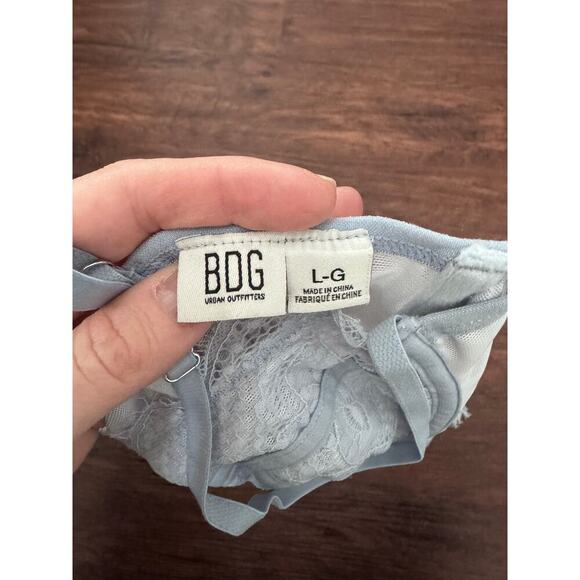 BDG
URBAN OUTFITTERS
L-G
MADE IN CHINA
FABRIQUÉ EN CHINE